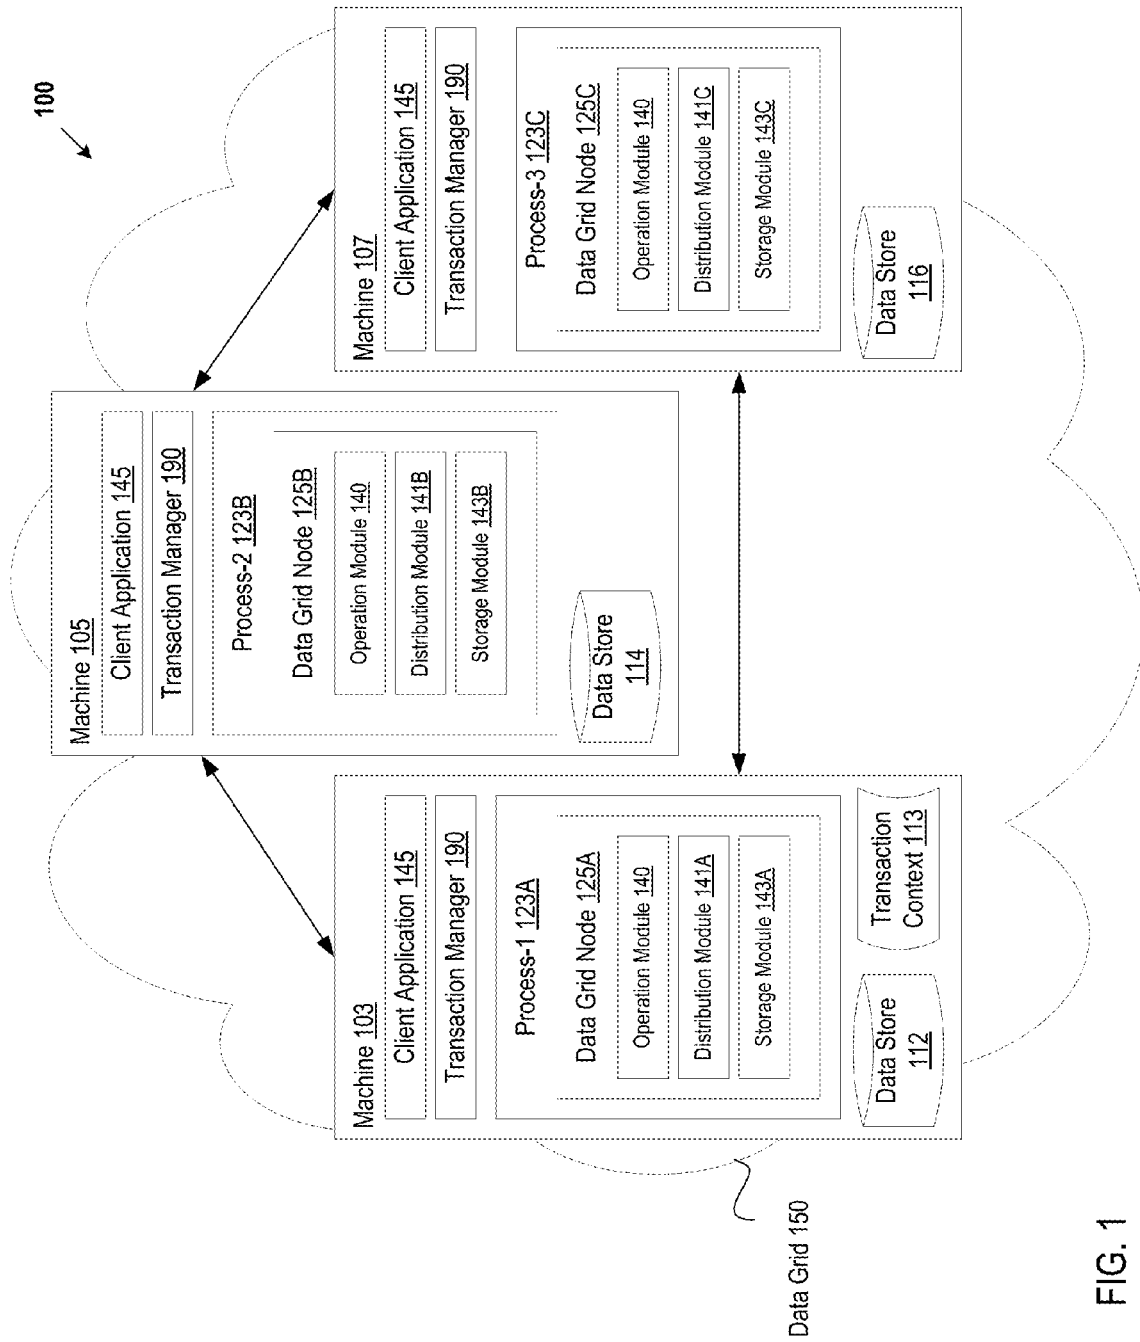 100
Machine 105
Client Application 145
Transaction Manager 190
Process-2 123B
Data Grid Node 125B
Operation Module 140
Distribution Module 141B
Storage Module 143B
Data Store
114
Machine 103
Client Application 145
Transaction Manager 190
Process-1 123A
Data Grid Node 125A
Operation Module 140
Distribution Module 141A
Storage Module 143A
Data Store
112
Transaction
Context 113
Machine 107
Client Application 145
Transaction Manager 190
Process-3 123C
Data Grid Node 125C
Operation Module 140
Distribution Module 141C
Storage Module 143C
Data Store
116
Data Grid 150
FIG. 1